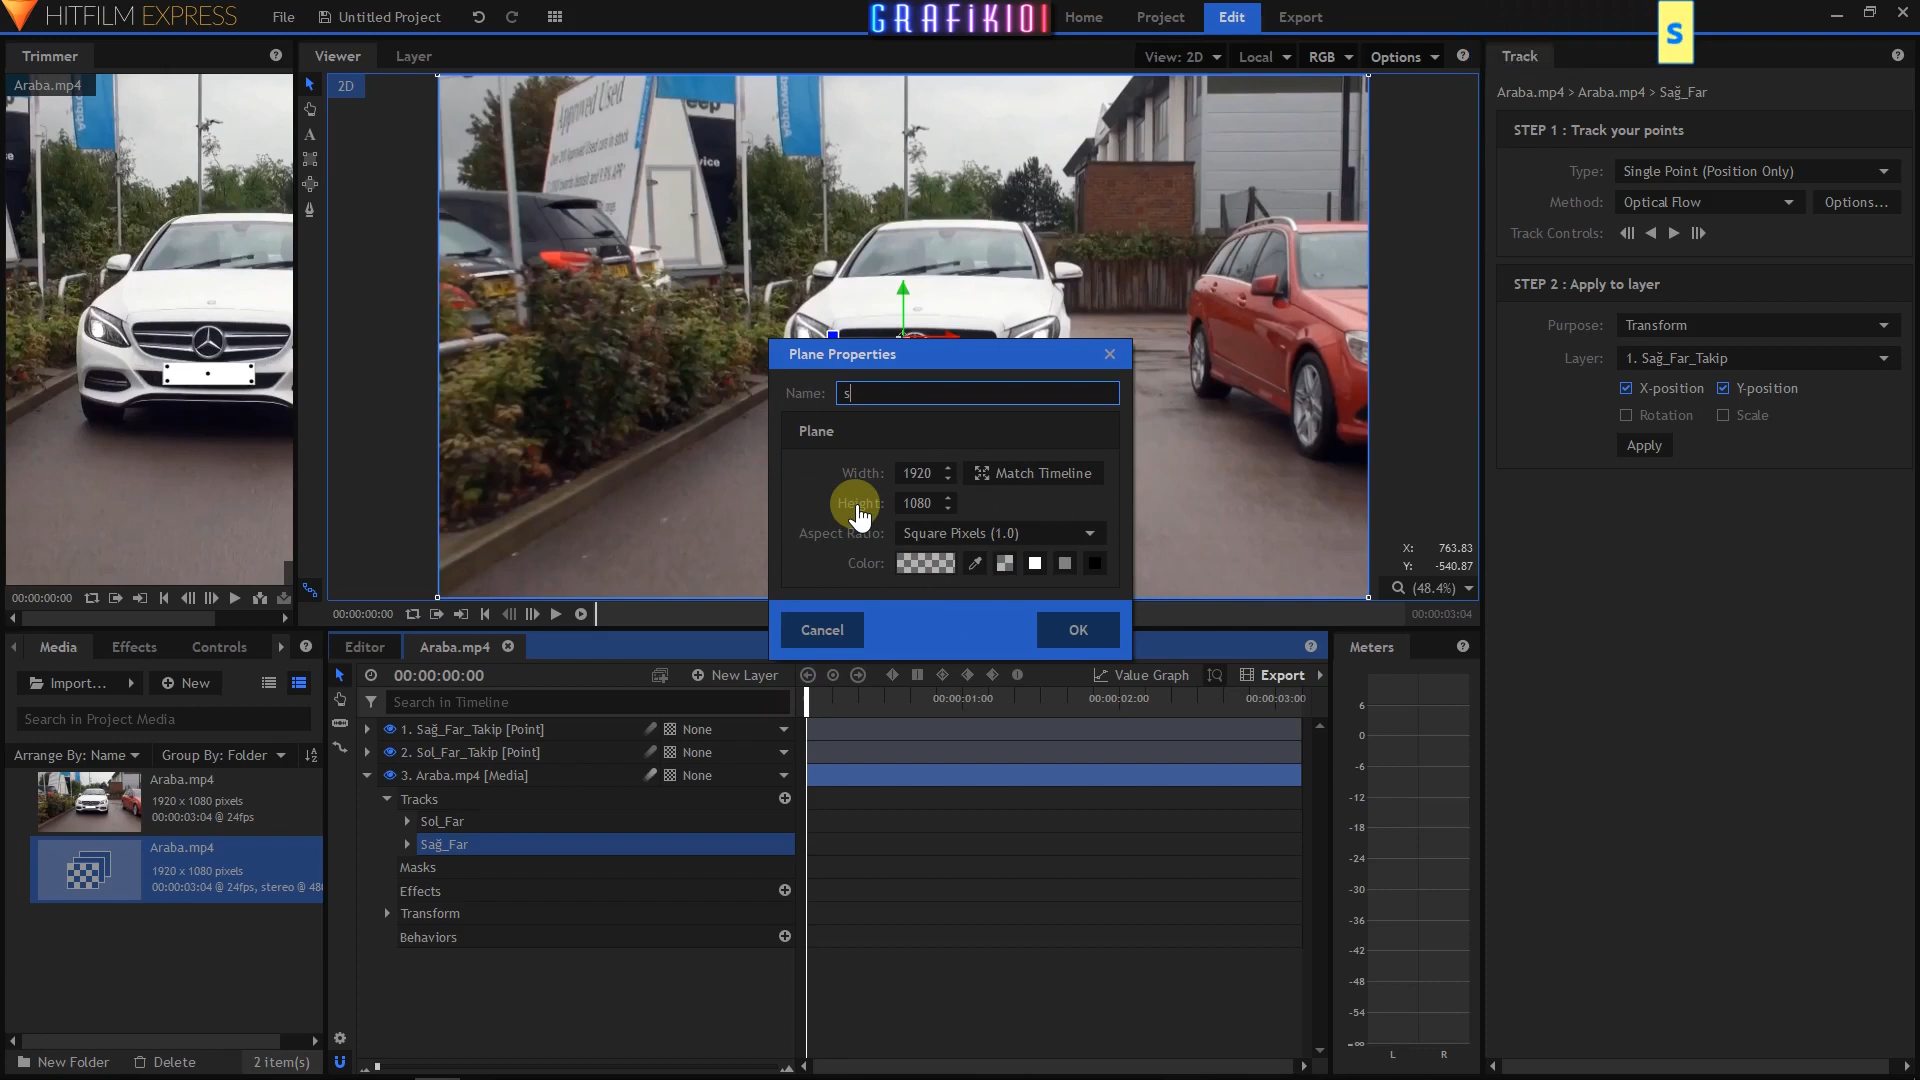 HITFILM EXPRESS
File
Untitled Project
GRAFİK101
Home
Project
Edit
Export
s
Trimmer
Viewer
Layer
View: 2D
Local
RGB
Options
Track
Araba.mp4
2D
Approved Used
eep
vice
Araba.mp4 > Araba.mp4 > Sağ_Far
STEP 1 : Track your points
Type:
Single Point (Position Only)
Method:
Optical Flow
Options...
Track Controls:
STEP 2 : Apply to layer
Purpose:
Transform
Layer:
1. Sağ_Far_Takip
X-position
Y-position
Rotation
Scale
Apply
Plane Properties
Name:
s
Plane
Width:
1920
Match Timeline
Height:
1080
Aspect Ratio:
Square Pixels (1.0)
Color:
Cancel
OK
X: 763.83
Y: -540.87
(48.4%)
00:00:00:00
00:00:00:00
00:00:03:04
Media
Effects
Controls
Import...
New
Search in Project Media
Arrange By: Name
Group By: Folder
Araba.mp4
1920 x 1080 pixels
00:00:03:04 @ 24fps
Araba.mp4
1920 x 1080 pixels
00:00:03:04 @ 24fps, stereo @ 48
New Folder
Delete
2 item(s)
Editor
Araba.mp4
00:00:00:00
New Layer
Value Graph
Export
Search in Timeline
00:00:01:00
00:00:02:00
00:00:03:00
1. Sağ_Far_Takip [Point]
None
2. Sol_Far_Takip [Point]
None
3. Araba.mp4 [Media]
None
Tracks
Sol_Far
Sağ_Far
Masks
Effects
Transform
Behaviors
Meters
6
0
-6
-12
-18
-24
-30
-36
-42
-48
-54
-∞
L
R